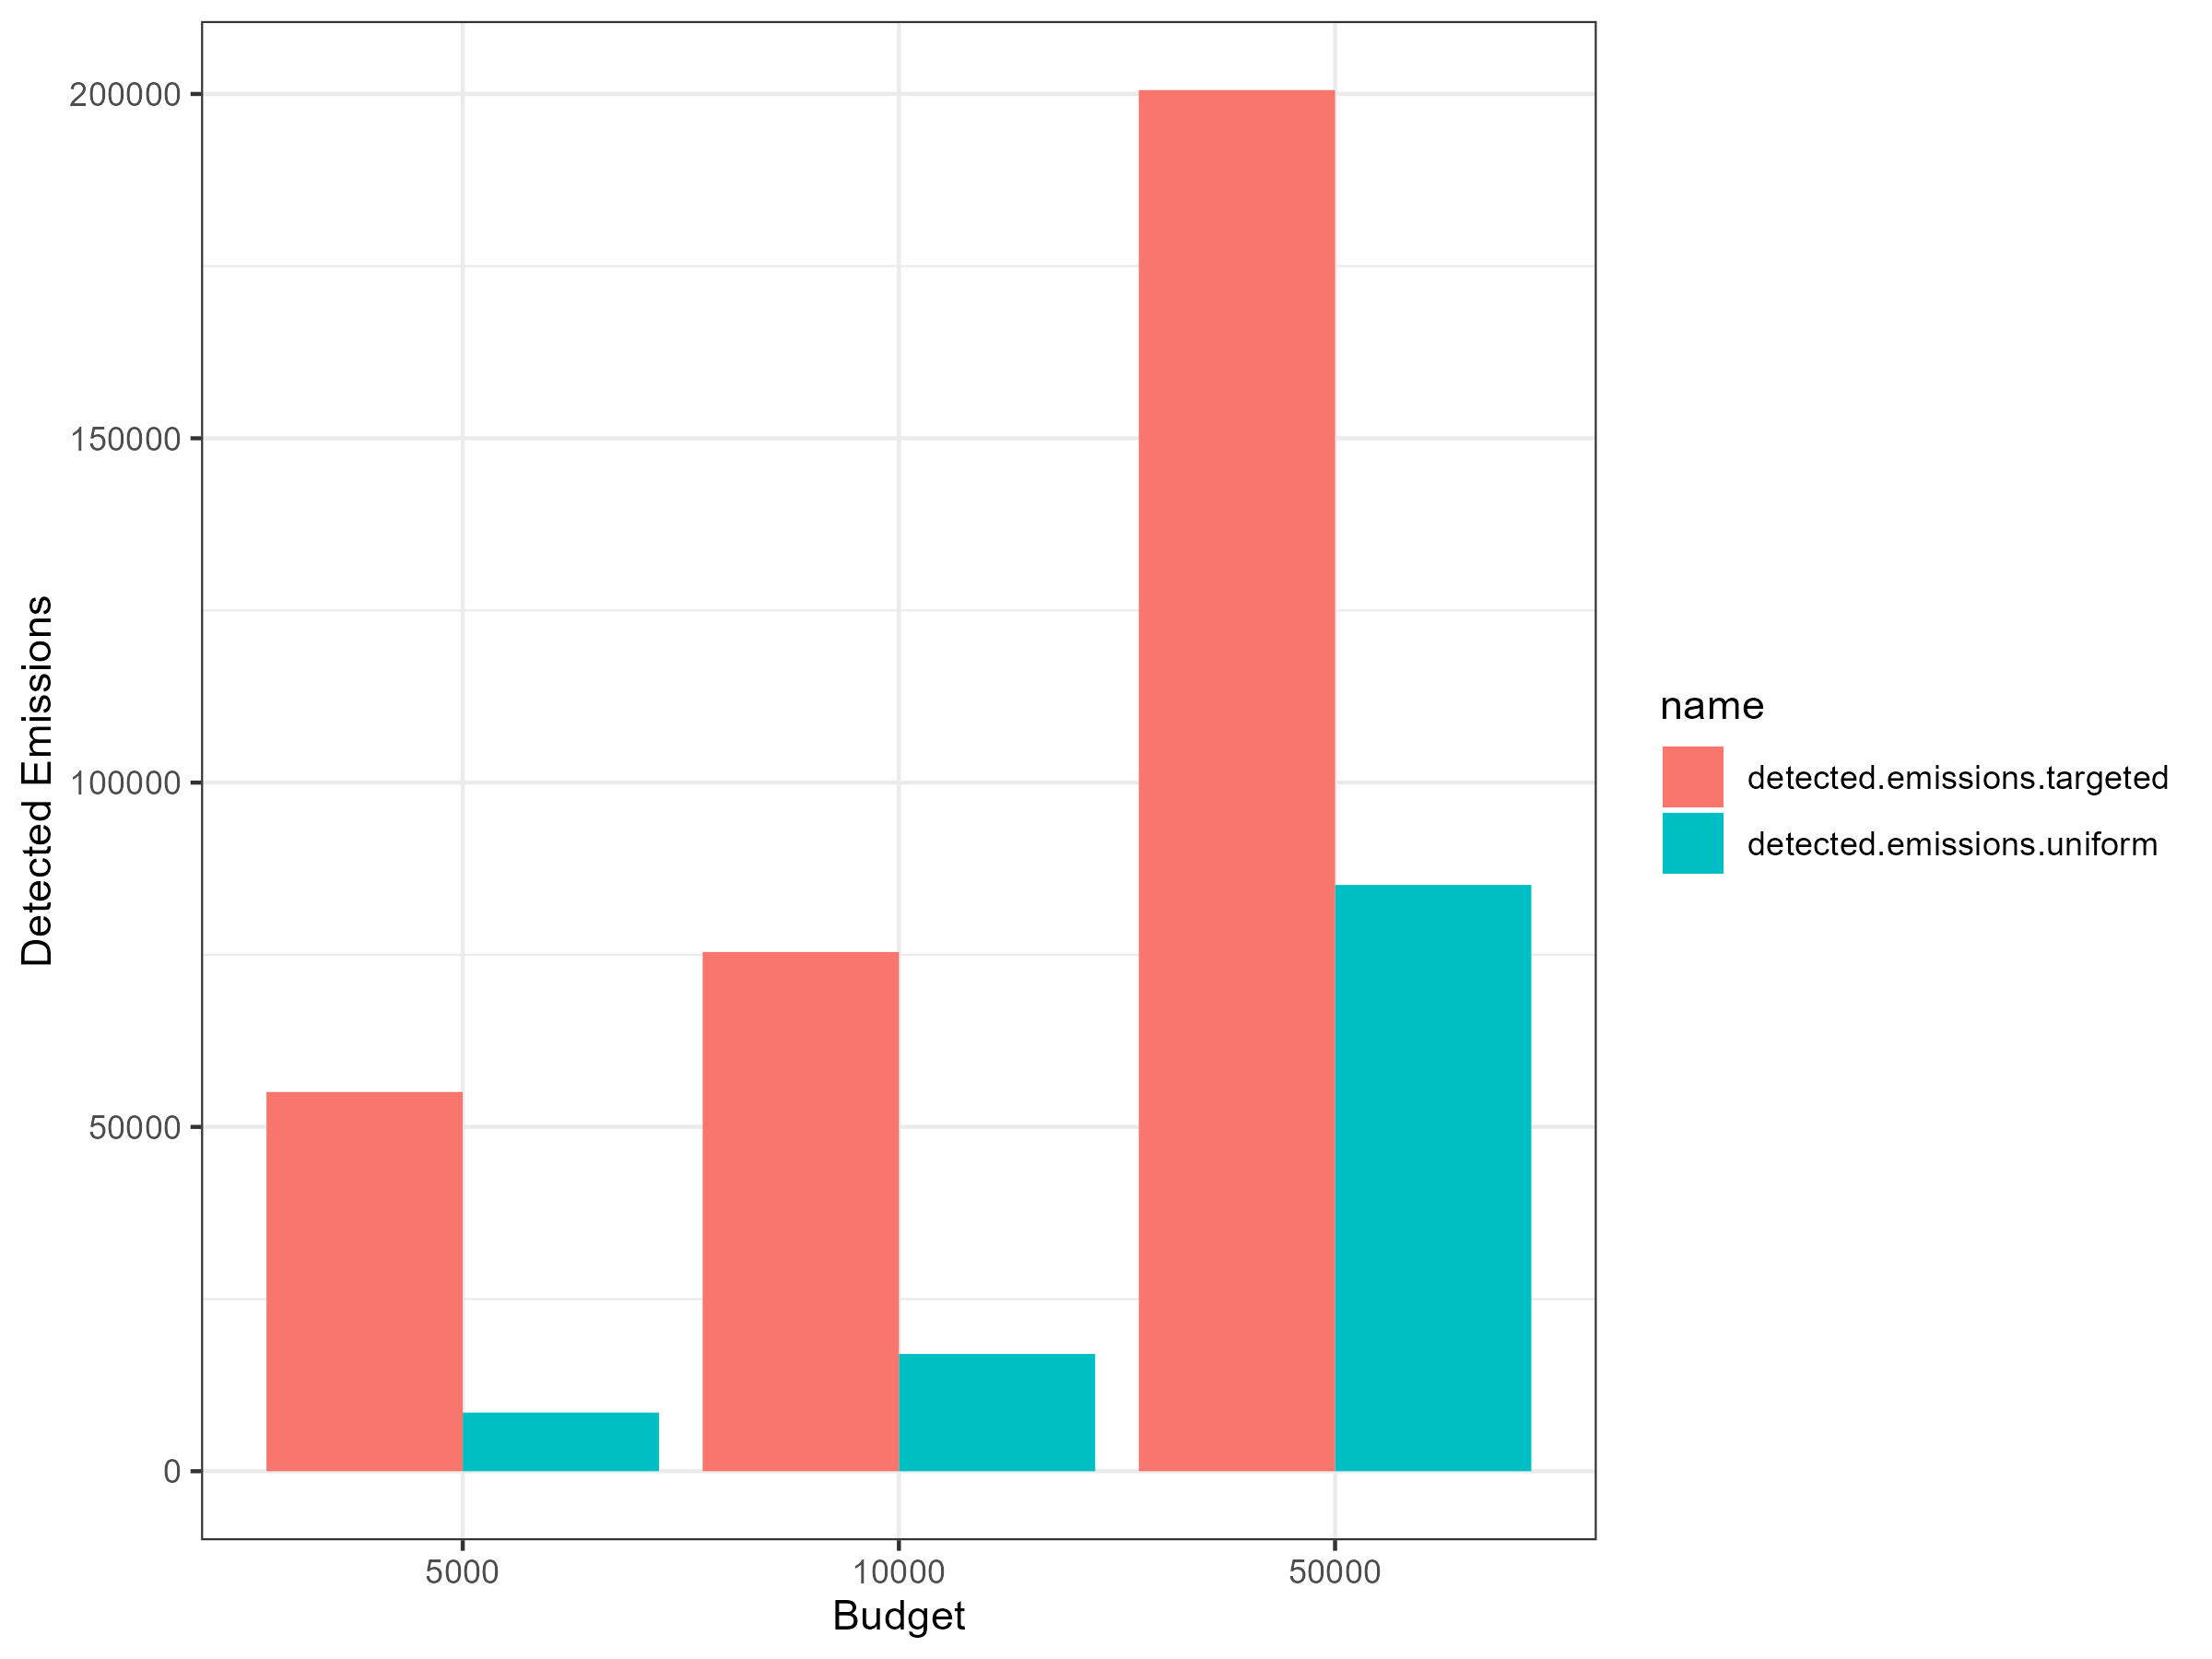 Detected Emissions
200000
150000
100000
50000
0
5000 10000 50000
Budget
name
detected.emissions.targeted
detected.emissions.uniform